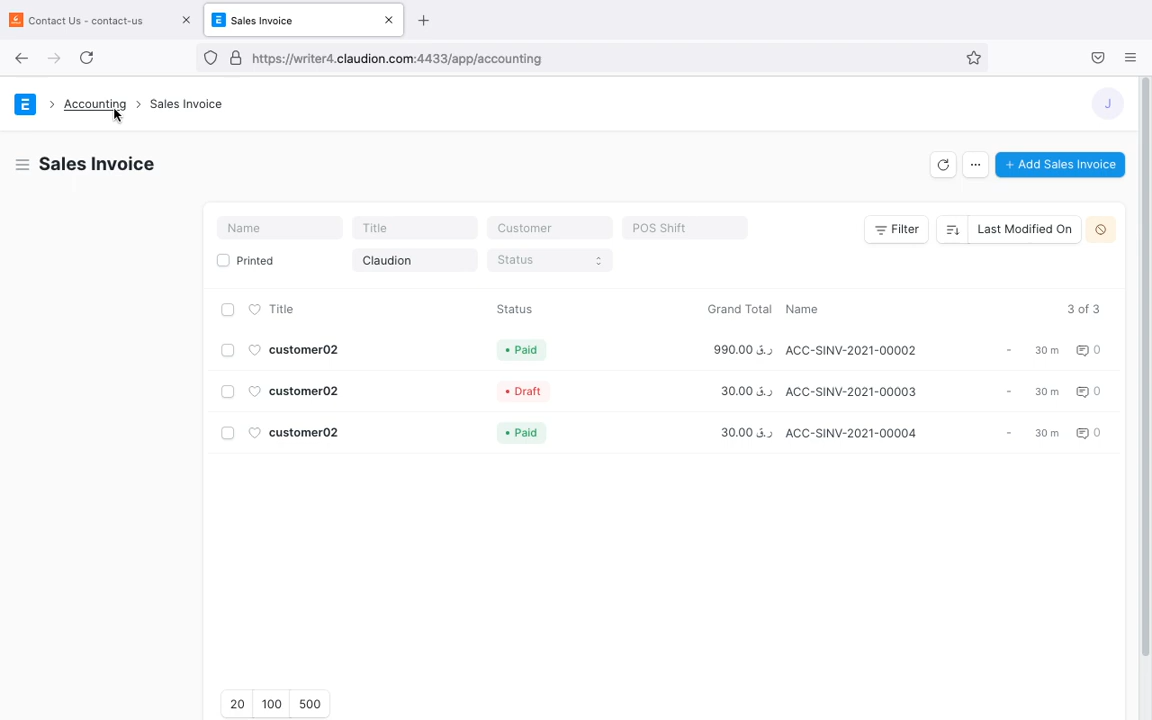 Contact Us - contact-us
Sales Invoice
https://writer4.claudion.com:4433/app/accounting
E
Accounting
Sales Invoice
J
Sales Invoice
+ Add Sales Invoice
Name
Title
Customer
POS Shift
Filter
Last Modified On
Printed
Claudion
Status
Title
Status
Grand Total
Name
3 of 3
customer02
Paid
990.00 ر.ق
ACC-SINV-2021-00002
-
30 m
0
customer02
Draft
30.00 ر.ق
ACC-SINV-2021-00003
-
30 m
0
customer02
Paid
30.00 ر.ق
ACC-SINV-2021-00004
-
30 m
0
20
100
500